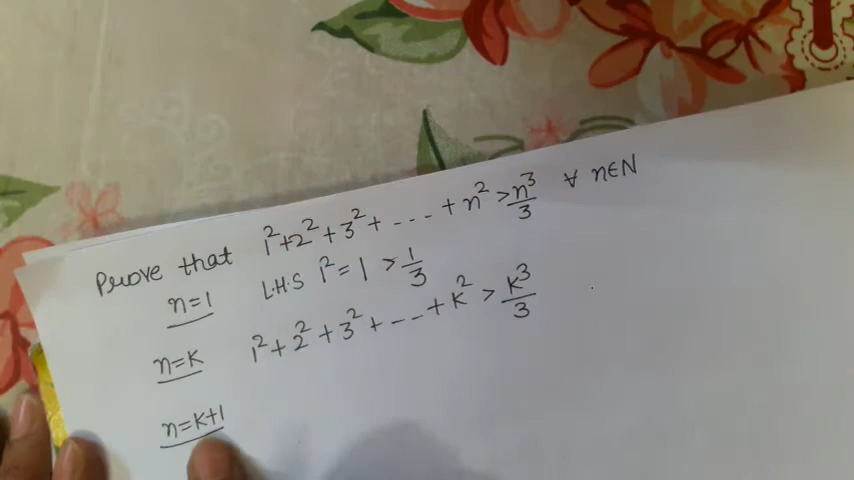 Prove that 1²+2²+3²+ - - - - +n² > n³/3 ∀ n∈N
n=1 L.H.S 1² = 1 > 1/3
n=K 1²+2²+3²+ - - - +K² > K³/3
n=K+1